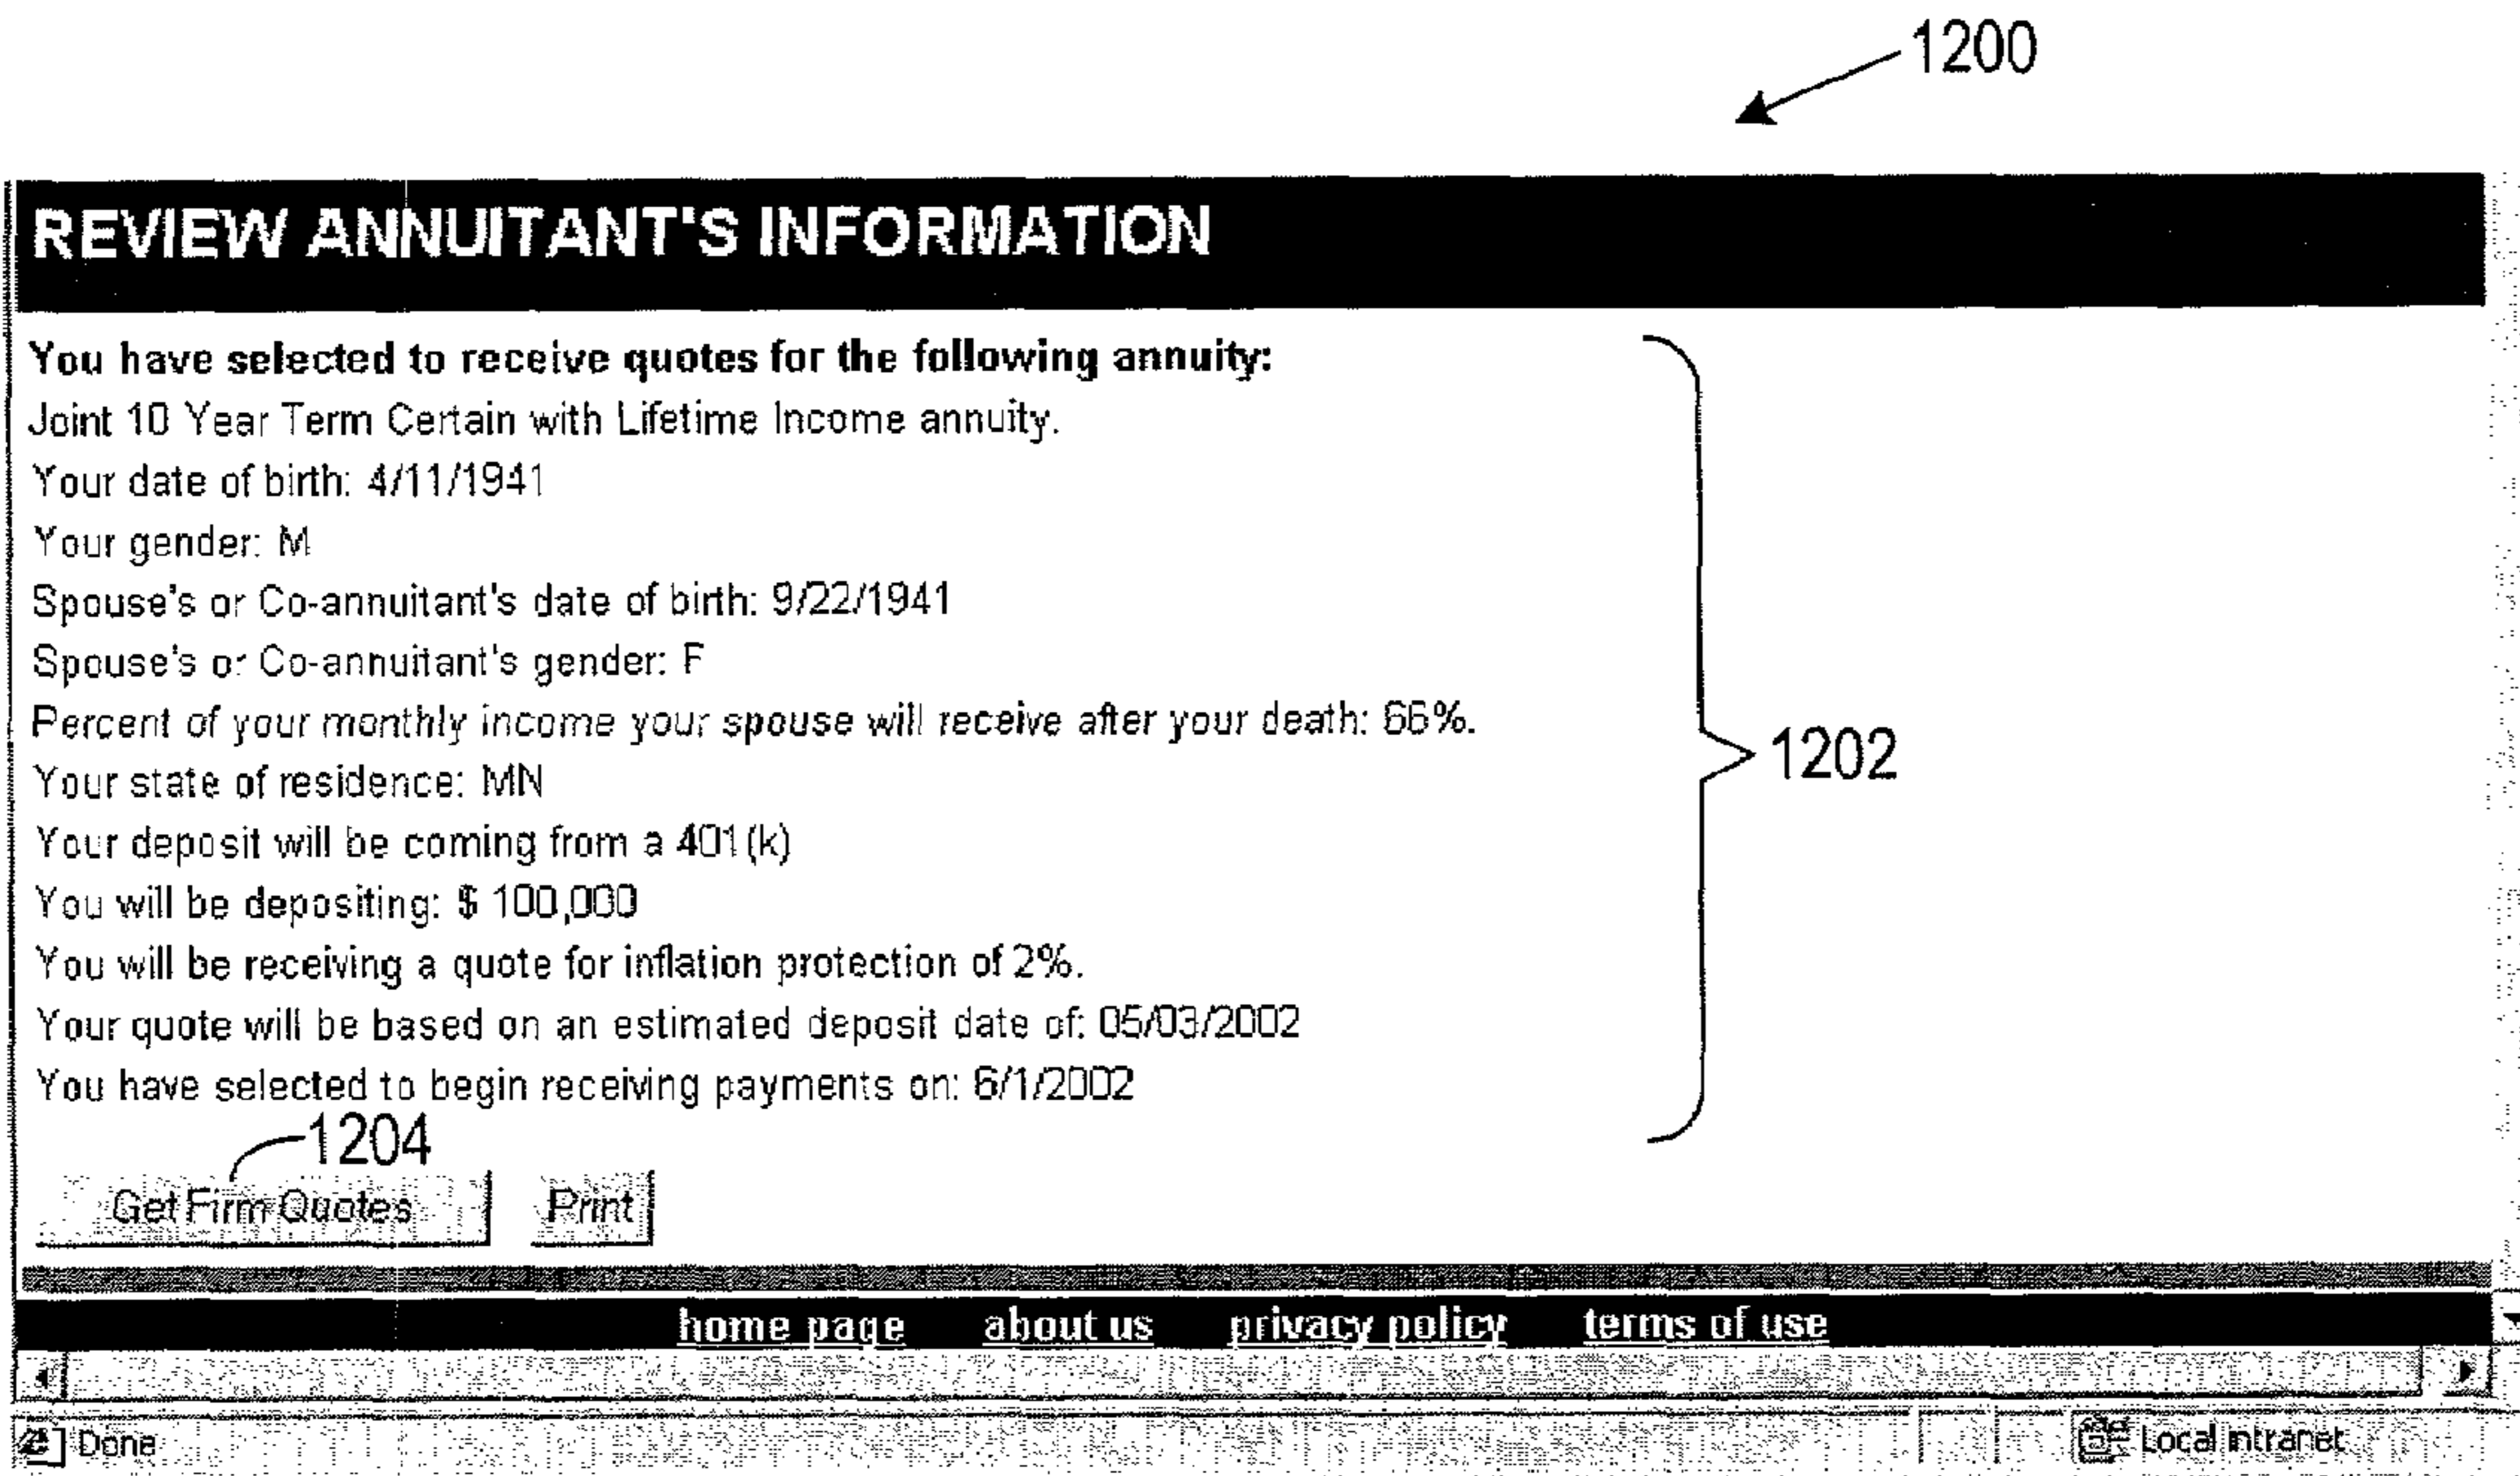 1200
REVIEW ANNUITANT'S INFORMATION
You have selected to receive quotes for the following annuity:
Joint 10 Year Term Certain with Lifetime Income annuity.
Your date of birth: 4/11/1941
Your gender: M
Spouse's or Co-annuitant's date of birth: 9/22/1941
Spouse's or Co-annuitant's gender: F
Percent of your monthly income your spouse will receive after your death: 66%.
1202
Your state of residence: MN
Your deposit will be coming from a 401(k)
You will be depositing: $ 100,000
You will be receiving a quote for inflation protection of 2%.
Your quote will be based on an estimated deposit date of: 05/03/2002
You have selected to begin receiving payments on: 6/1/2002
1204
Get Firm Quotes Print
home page about us privacy policy terms of use
Done Local intranet